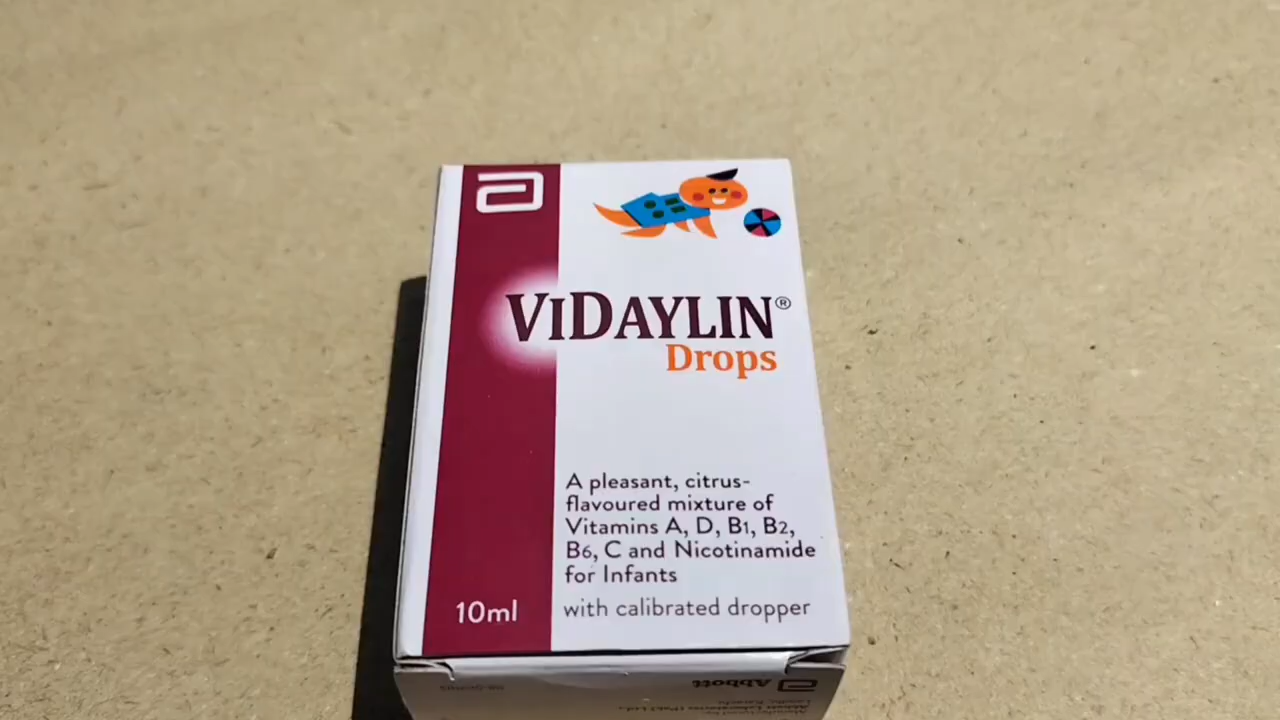 VIDAYLIN®
Drops
A pleasant, citrus-
flavoured mixture of
Vitamins A, D, B1, B2,
B6, C and Nicotinamide
for Infants
with calibrated dropper
10ml
Abbott